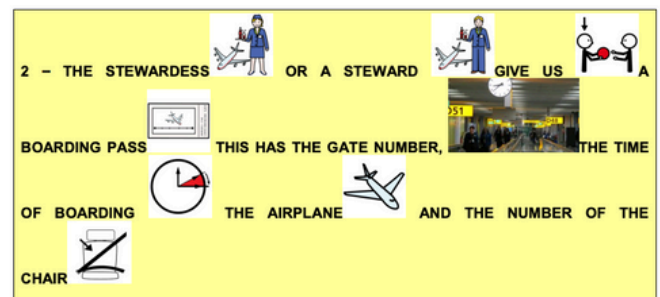 2 – THE STEWARDESS OR A STEWARD GIVE US A
BOARDING PASS THIS HAS THE GATE NUMBER, THE TIME
OF BOARDING THE AIRPLANE AND THE NUMBER OF THE
CHAIR